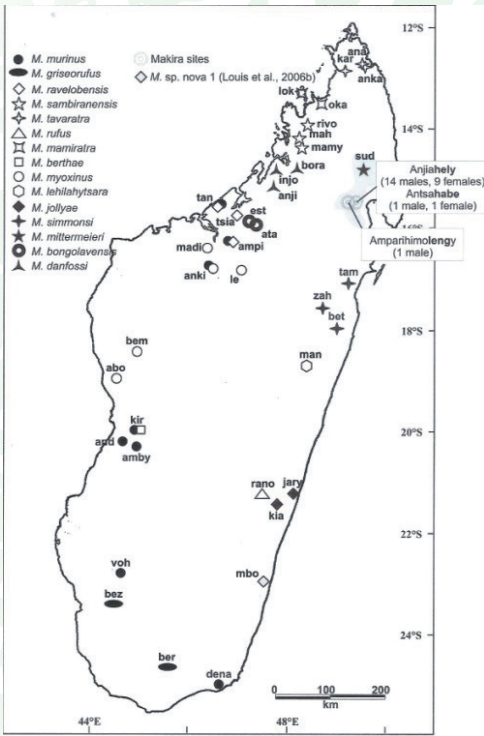 M. murinus
M. griseorufus
M. ravelobensis
M. sambiranensis
M. tavaratra
M. rufus
M. mamiratra
M. berthae
M. myoxinus
M. lehilahytsara
M. jollyae
M. simmonsi
M. mittermeieri
M. bongolavensis
M. danfossi
Makira sites
M. sp. nova 1 (Louis et al., 2006b)
12°S
14°S
16°S
18°S
20°S
22°S
24°S
ana
kar
anka
lok
oka
rivo
mah
mamy
bora
injo
anji
sud
Anjiahely
(14 males, 9 females)
Antsahabe
(1 male, 1 female)
Amparihimolengy
(1 male)
tan
tsia
est
ata
madi
ampi
anki
le
tam
zah
bet
bem
abo
man
kir
and
amby
rano
jary
kia
voh
bez
mbo
ber
dena
0 100 200
km
44°E
48°E